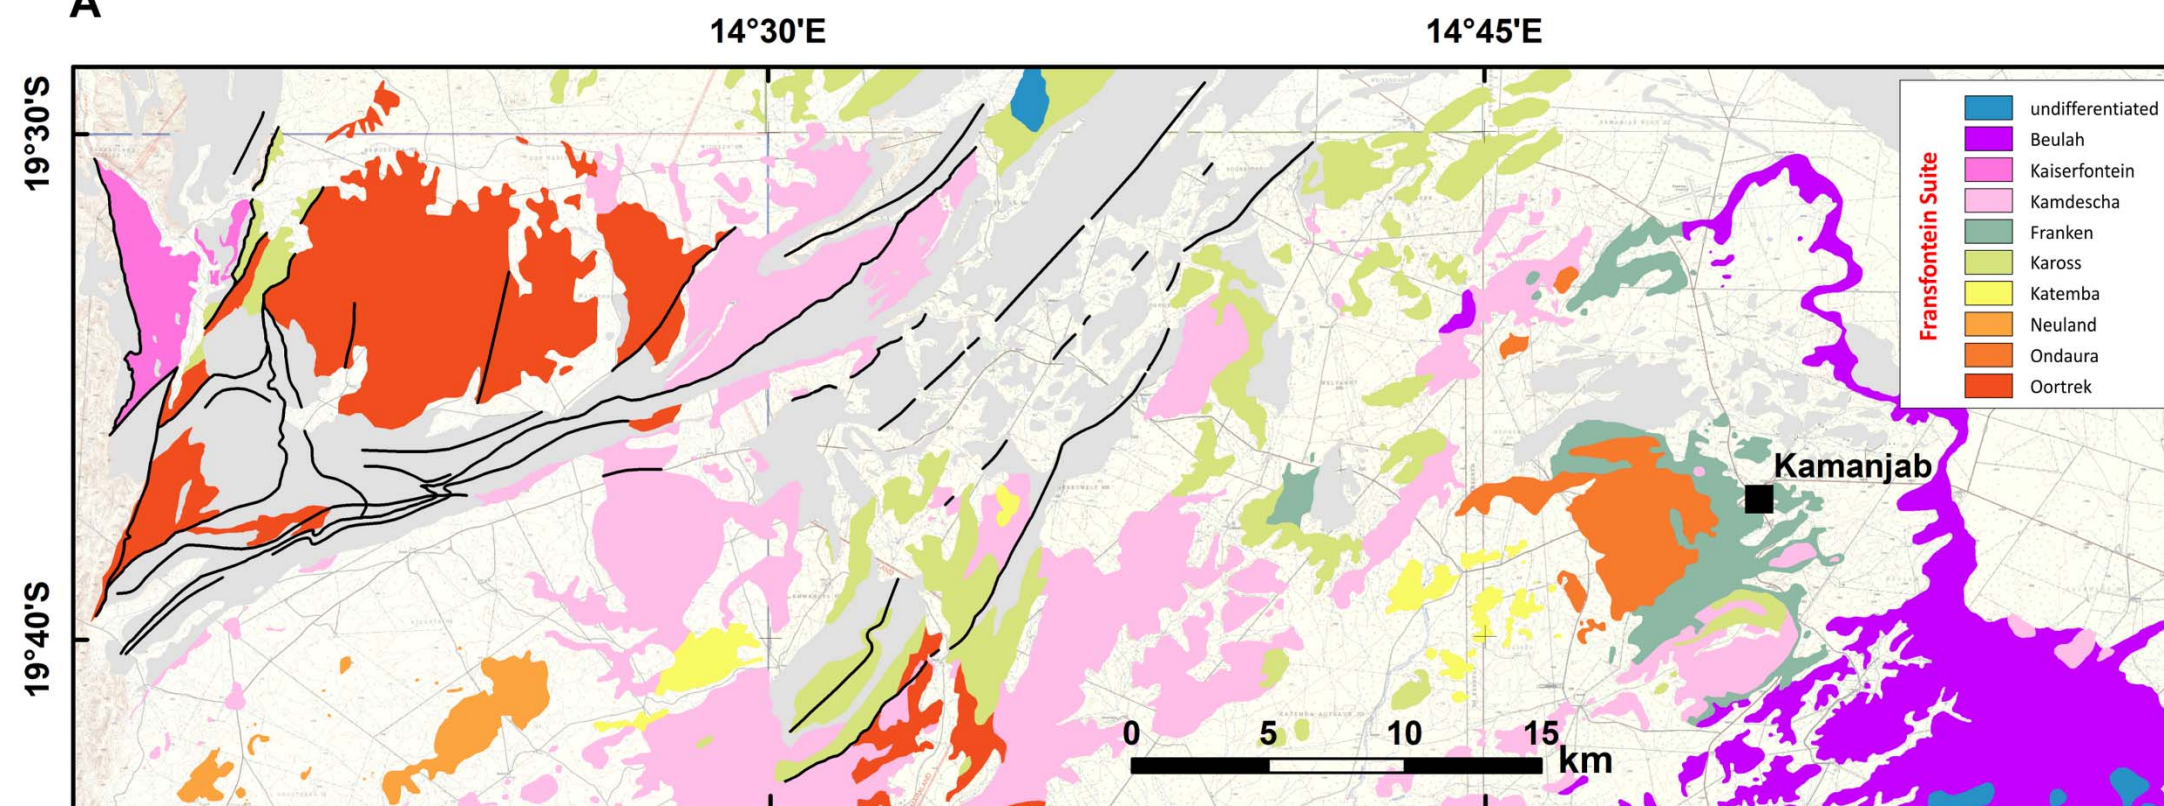 A
14°30'E
14°45'E
19°30'S
19°40'S
Fransfontein Suite
undifferentiated
Beulah
Kaiserfontein
Kamdescha
Franken
Kaross
Katemba
Neuland
Ondaura
Oortrek
Kamanjab
0 5 10 15 km